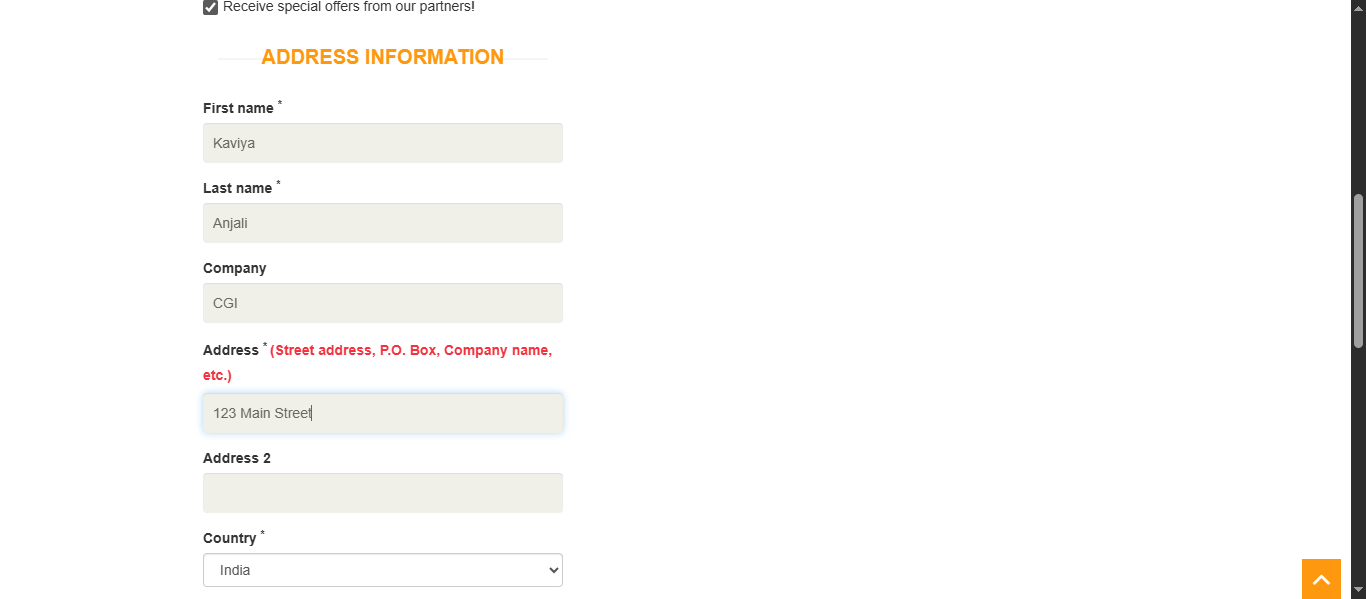 Receive special offers from our partners!
ADDRESS INFORMATION
First name *
Kaviya
Last name *
Anjali
Company
CGI
Address * (Street address, P.O. Box, Company name,
etc.)
123 Main Street
Address 2
Country *
India